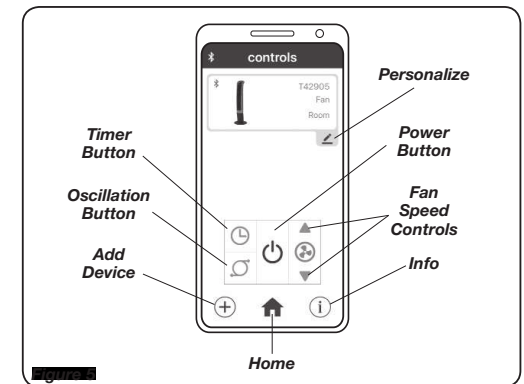 controls
T42905
Fan
Room
Personalize
Timer
Button
Power
Button
Oscillation
Button
Fan
Speed
Controls
Add
Device
Info
i
Home
Figure 5